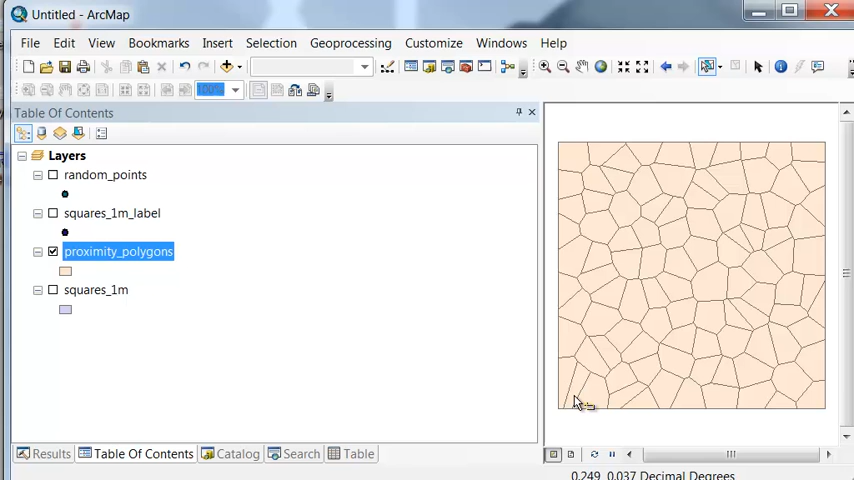 Untitled - ArcMap
File Edit View Bookmarks Insert Selection Geoprocessing Customize Windows Help
100%
Table Of Contents
Layers
random_points
squares_1m_label
proximity_polygons
squares_1m
Results Table Of Contents Catalog Search Table
0.249 0.037 Decimal Degrees